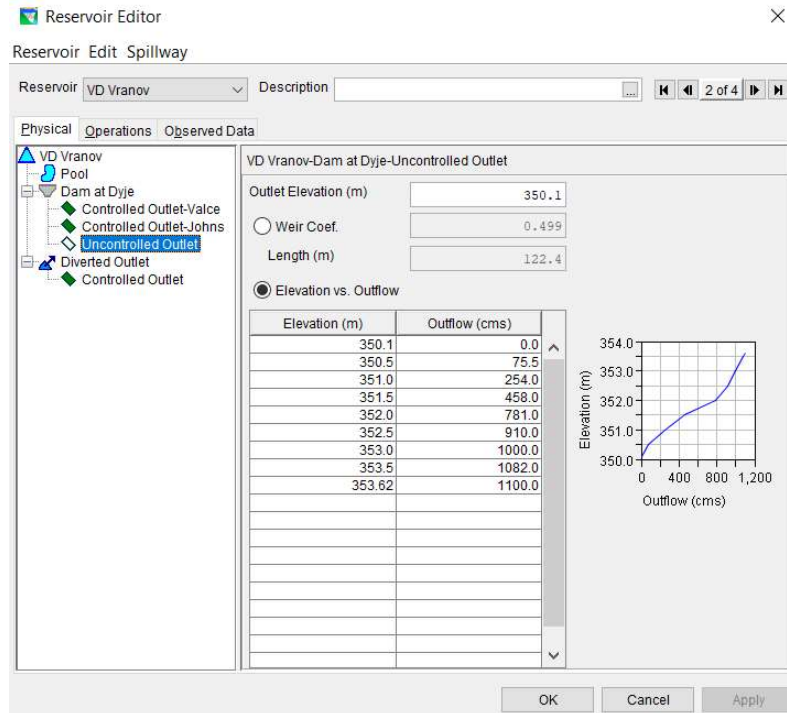 Reservoir Editor
Reservoir Edit Spillway
Reservoir VD Vranov Description ... 2 of 4
Physical Operations Observed Data
VD Vranov
Pool
Dam at Dyje
Controlled Outlet-Valce
Controlled Outlet-Johns
Uncontrolled Outlet
Diverted Outlet
Controlled Outlet
VD Vranov-Dam at Dyje-Uncontrolled Outlet
Outlet Elevation (m) 350.1
Weir Coef. 0.499
Length (m) 122.4
Elevation vs. Outflow
Elevation (m) Outflow (cms)
350.1 0.0
350.5 75.5
351.0 254.0
351.5 458.0
352.0 781.0
352.5 910.0
353.0 1000.0
353.5 1082.0
353.62 1100.0
354.0
353.0
352.0
351.0
350.0
Elevation (m)
0 400 800 1,200
Outflow (cms)
OK Cancel Apply